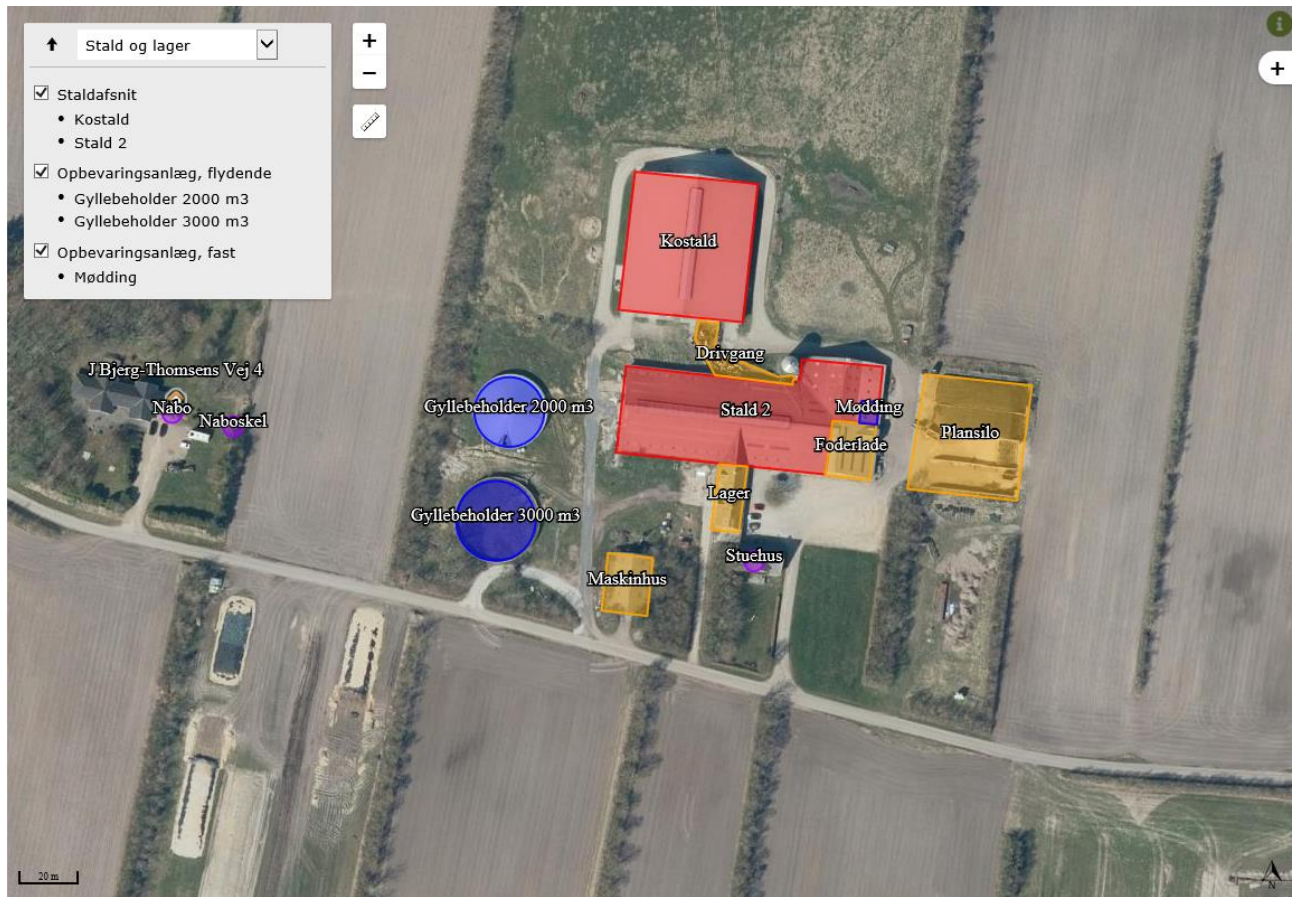 Stald og lager
Staldafsnit
• Kostald
• Stald 2
Opbevaringsanlæg, flydende
• Gyllebeholder 2000 m3
• Gyllebeholder 3000 m3
Opbevaringsanlæg, fast
• Mødding
+
−
i
+
Kostald
Drivgang
J Bjerg-Thomsens Vej 4
Nabo
Naboskel
Gyllebeholder 2000 m3
Stald 2
Mødding
Foderlade
Plansilo
Lager
Gyllebeholder 3000 m3
Stuehus
Maskinhus
20 m
N